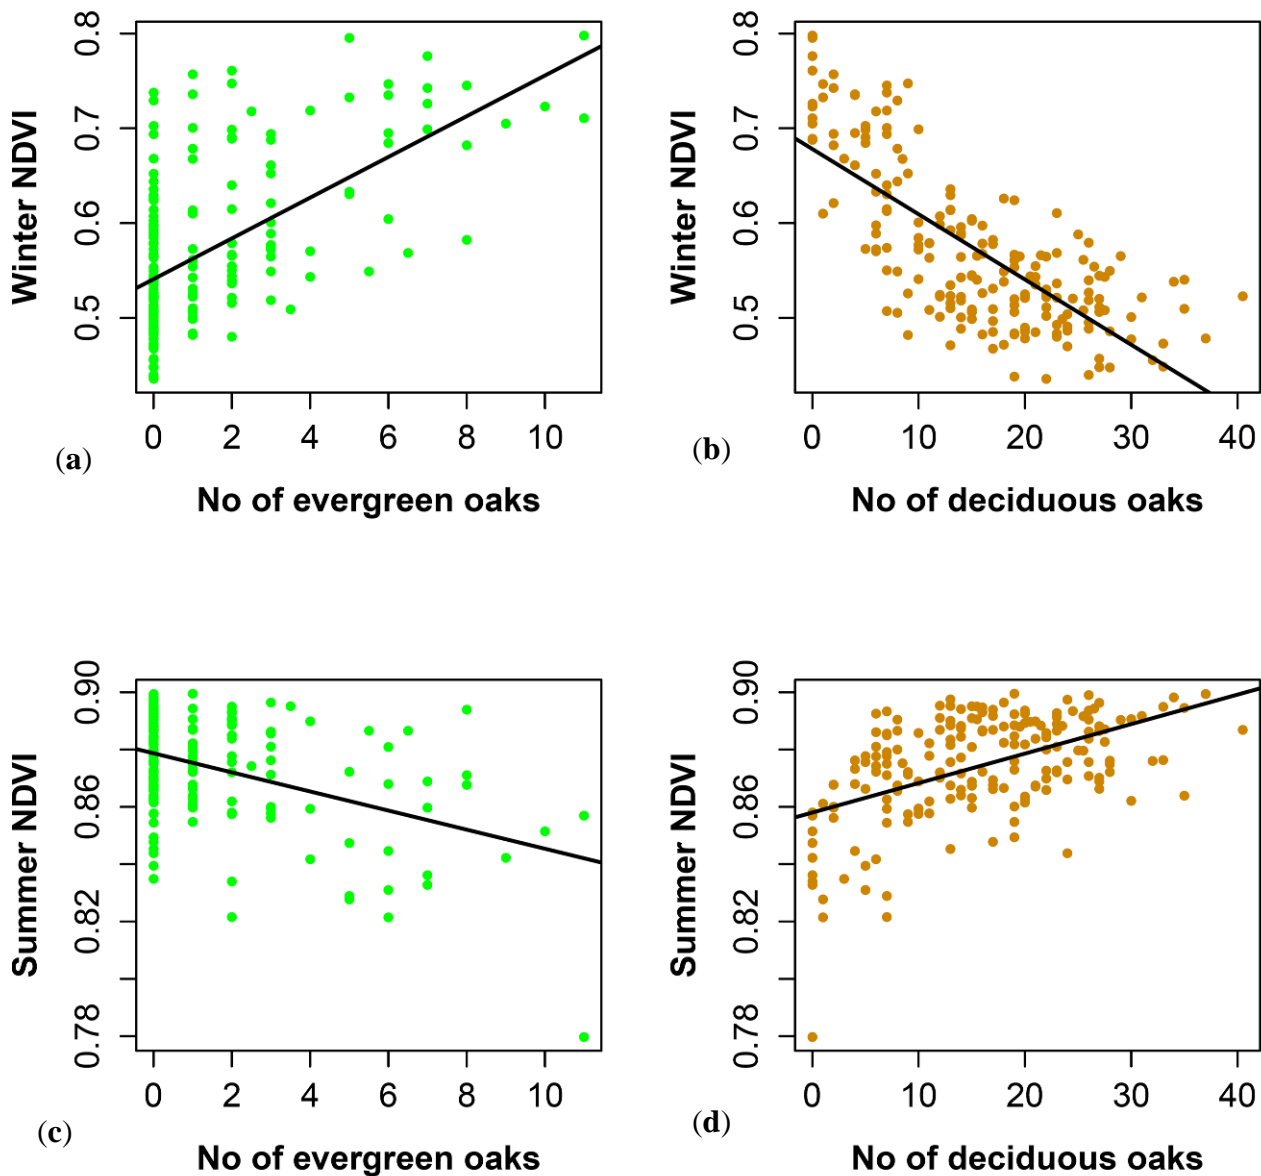 Winter NDVI
0.5 0.6 0.7 0.8
0 2 4 6 8 10
(a)
No of evergreen oaks
Winter NDVI
0.5 0.6 0.7 0.8
0 10 20 30 40
(b)
No of deciduous oaks
Summer NDVI
0.78 0.82 0.86 0.90
0 2 4 6 8 10
(c)
No of evergreen oaks
Summer NDVI
0.78 0.82 0.86 0.90
0 10 20 30 40
(d)
No of deciduous oaks